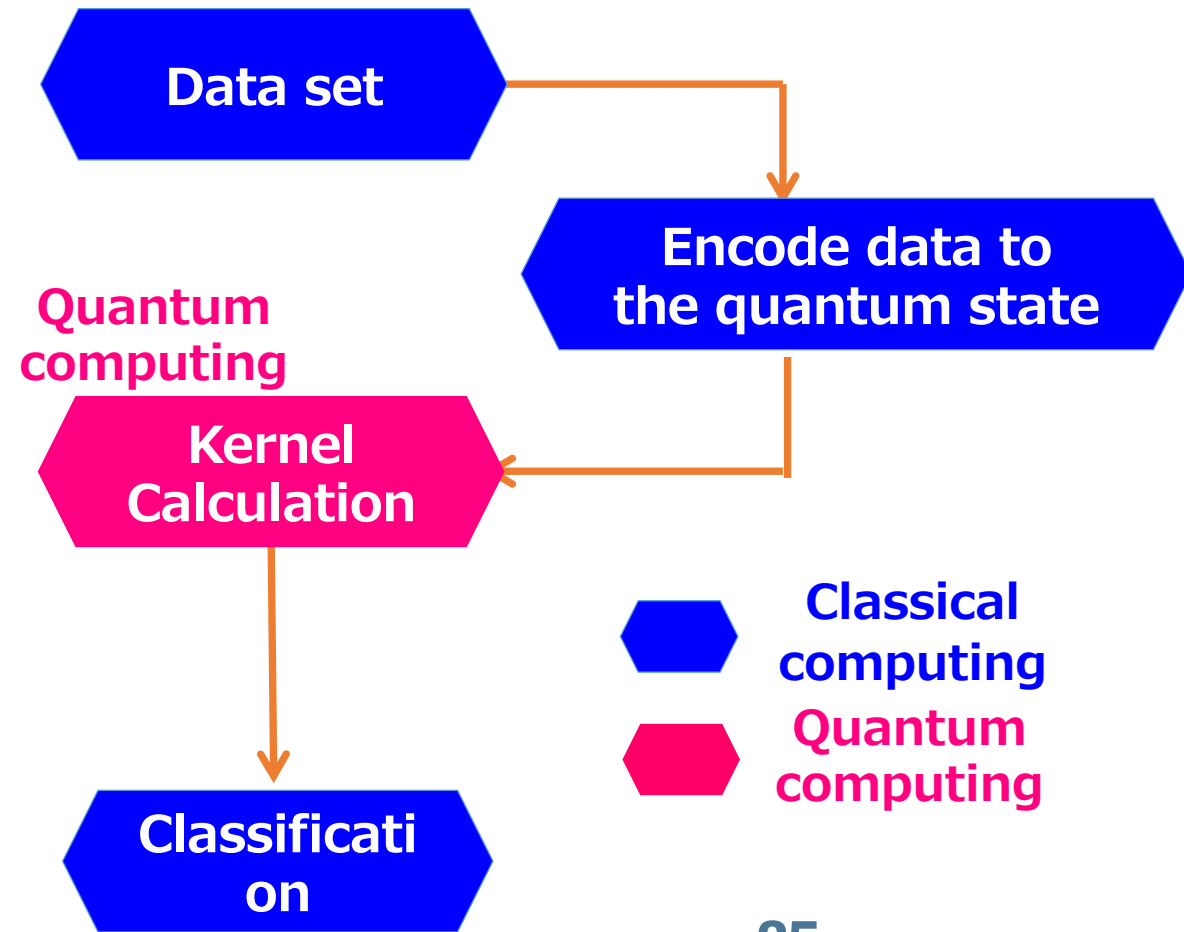 Data set
Encode data to
the quantum state
Quantum
computing
Kernel
Calculation
Classical
computing
Quantum
computing
Classificati
on